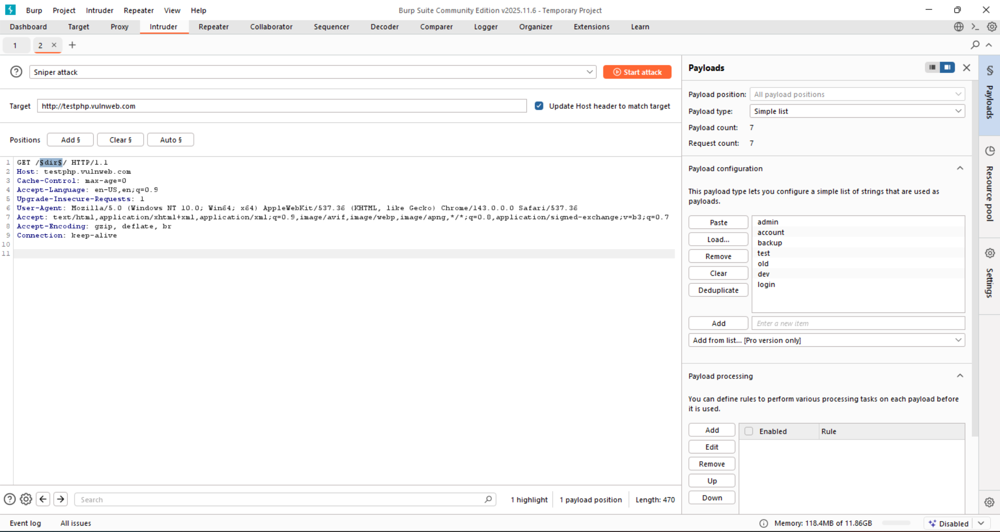 Burp Project Intruder Repeater View Help
Burp Suite Community Edition v2025.11.6 - Temporary Project
Dashboard Target Proxy Intruder Repeater Collaborator Sequencer Decoder Comparer Logger Organizer Extensions Learn
1 2 × +
Sniper attack
Start attack
Target http://testphp.vulnweb.com
Update Host header to match target
Positions Add § Clear § Auto §
1 GET /§dir§/ HTTP/1.1
2 Host: testphp.vulnweb.com
3 Cache-Control: max-age=0
4 Accept-Language: en-US,en;q=0.9
5 Upgrade-Insecure-Requests: 1
6 User-Agent: Mozilla/5.0 (Windows NT 10.0; Win64; x64) AppleWebKit/537.36 (KHTML, like Gecko) Chrome/143.0.0.0 Safari/537.36
7 Accept: text/html,application/xhtml+xml,application/xml;q=0.9,image/avif,image/webp,image/apng,*/*;q=0.8,application/signed-exchange;v=b3;q=0.7
8 Accept-Encoding: gzip, deflate, br
9 Connection: keep-alive
10
11
Search
1 highlight
1 payload position
Length: 470
Payloads
Payload position: All payload positions
Payload type: Simple list
Payload count: 7
Request count: 7
Payload configuration
This payload type lets you configure a simple list of strings that are used as
payloads.
Paste
Load...
Remove
Clear
Deduplicate
admin
account
backup
test
old
dev
login
Add Enter a new item
Add from list... [Pro version only]
Payload processing
You can define rules to perform various processing tasks on each payload before
it is used.
Add
Edit
Remove
Up
Down
Enabled Rule
§ Payloads
Resource pool
Settings
Event log All issues
Memory: 118.4MB of 11.86GB
Disabled